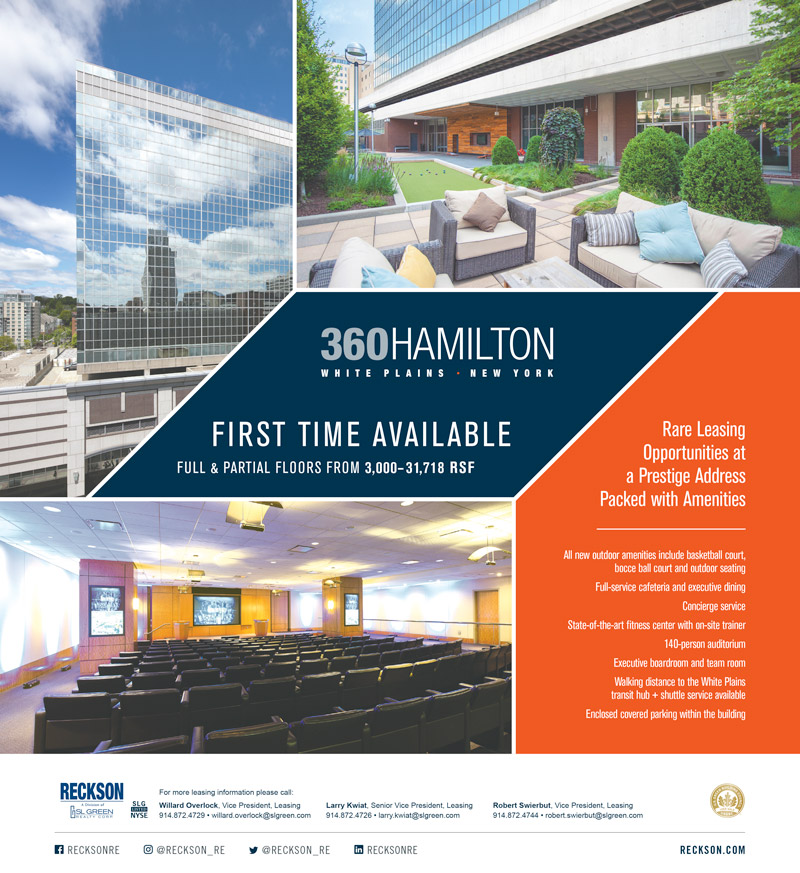 360HAMILTON
WHITE PLAINS • NEW YORK
FIRST TIME AVAILABLE
FULL & PARTIAL FLOORS FROM 3,000–31,718 RSF
Rare Leasing
Opportunities at
a Prestige Address
Packed with Amenities
All new outdoor amenities include basketball court,
bocce ball court and outdoor seating
Full-service cafeteria and executive dining
Concierge service
State-of-the-art fitness center with on-site trainer
140-person auditorium
Executive boardroom and team room
Walking distance to the White Plains
transit hub + shuttle service available
Enclosed covered parking within the building
RECKSON
A Division of
SL GREEN
REALTY CORP.
SLG
LISTED
NYSE
For more leasing information please call:
Willard Overlock, Vice President, Leasing
914.872.4729 • willard.overlock@slgreen.com
Larry Kwiat, Senior Vice President, Leasing
914.872.4726 • larry.kwiat@slgreen.com
Robert Swierbut, Vice President, Leasing
914.872.4744 • robert.swierbut@slgreen.com
RECKSONRE
@RECKSON_RE
@RECKSON_RE
RECKSONRE
RECKSON.COM